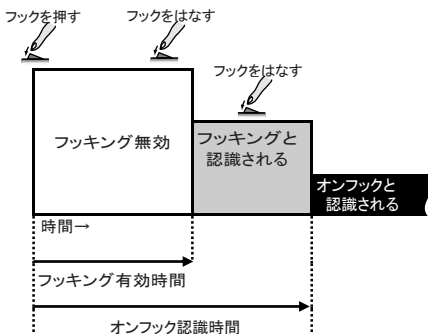 フックを押す
フックをはなす
フックをはなす
フッキング無効
フッキングと
認識される
オンフックと
認識される
時間→
フッキング有効時間
オンフック認識時間